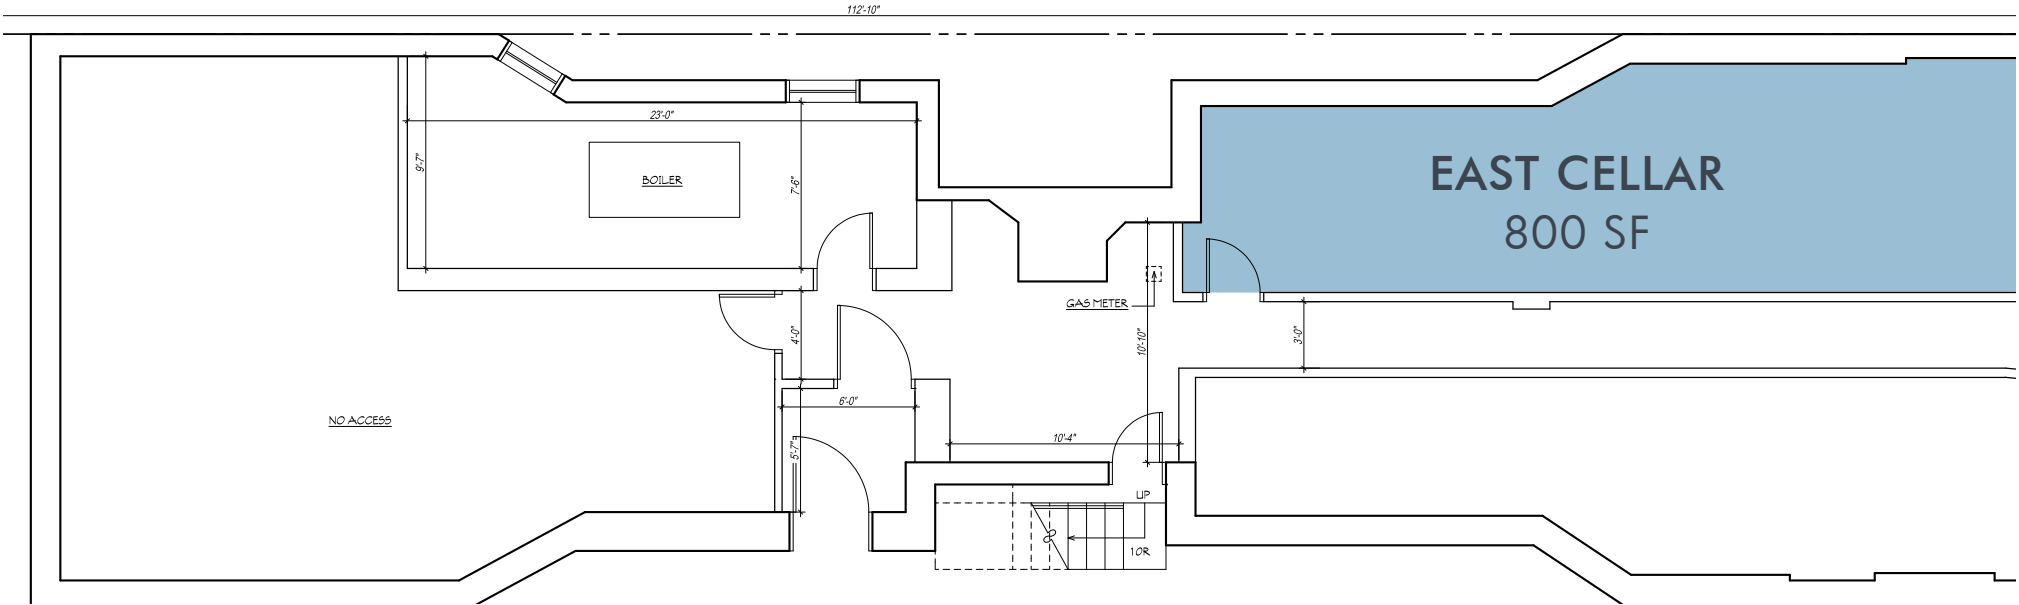 112'-10"
23'-0"
9'-7"
BOILER
7'-6"
EAST CELLAR
800 SF
GAS METER
4'-0"
10'-10"
3'-0"
6'-0"
NO ACCESS
5'-7"
10'-4"
UP
10R